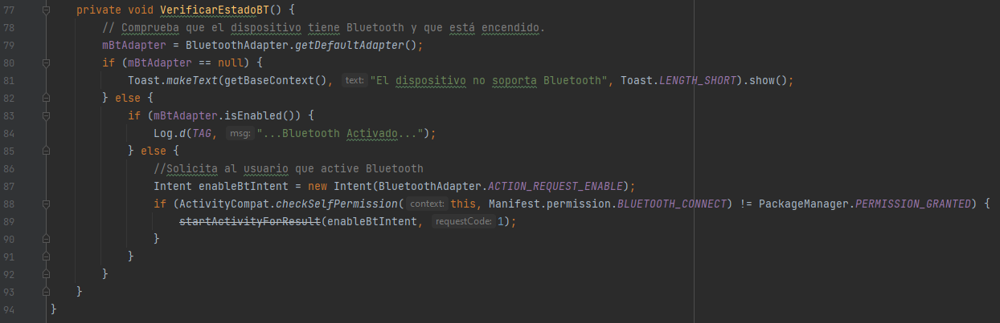 77 private void VerificarEstadoBT() {
78 // Comprueba que el dispositivo tiene Bluetooth y que está encendido.
79 mBtAdapter = BluetoothAdapter.getDefaultAdapter();
80 if (mBtAdapter == null) {
81 Toast.makeText(getBaseContext(), text: "El dispositivo no soporta Bluetooth", Toast.LENGTH_SHORT).show();
82 } else {
83 if (mBtAdapter.isEnabled()) {
84 Log.d(TAG, msg: "...Bluetooth Activado...");
85 } else {
86 //Solicita al usuario que active Bluetooth
87 Intent enableBtIntent = new Intent(BluetoothAdapter.ACTION_REQUEST_ENABLE);
88 if (ActivityCompat.checkSelfPermission( context: this, Manifest.permission.BLUETOOTH_CONNECT) != PackageManager.PERMISSION_GRANTED) {
89 startActivityForResult(enableBtIntent, requestCode: 1);
90 }
91 }
92 }
93 }
94 }